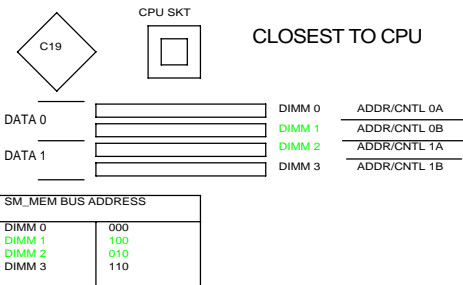 CPU SKT
C19
CLOSEST TO CPU
DATA 0
DIMM 0 ADDR/CNTL 0A
DIMM 1 ADDR/CNTL 0B
DATA 1
DIMM 2 ADDR/CNTL 1A
DIMM 3 ADDR/CNTL 1B
SM_MEM BUS ADDRESS
DIMM 0 000
DIMM 1 100
DIMM 2 010
DIMM 3 110